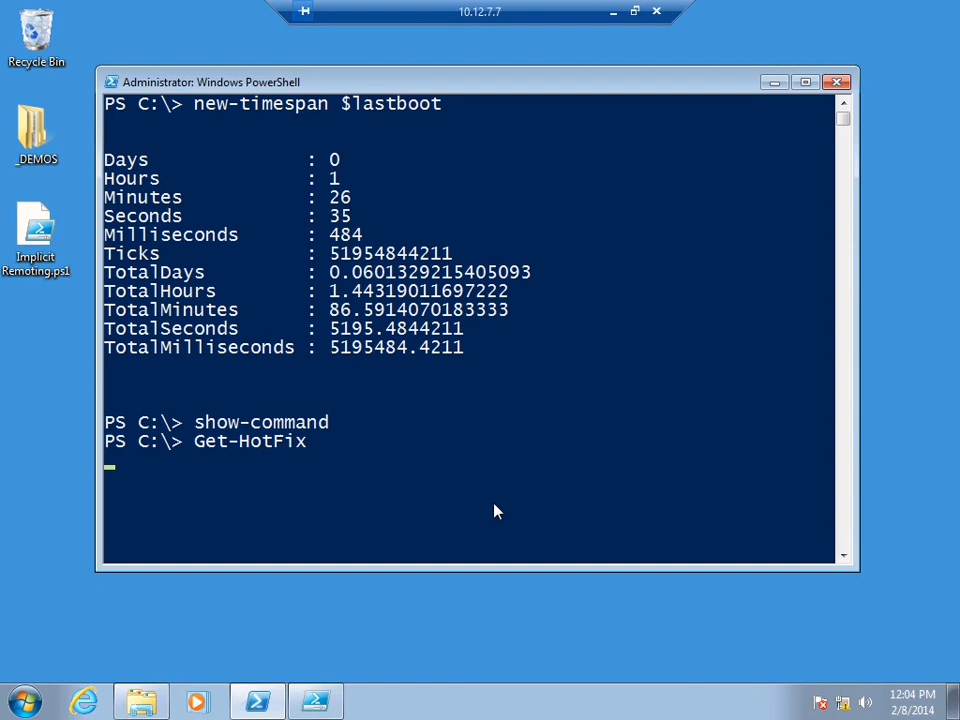 10.12.7.7
Recycle Bin
_DEMOS
Implicit
Remoting.ps1
Administrator: Windows PowerShell
PS C:\> new-timespan $lastboot
Days : 0
Hours : 1
Minutes : 26
Seconds : 35
Milliseconds : 484
Ticks : 51954844211
TotalDays : 0.0601329215405093
TotalHours : 1.44319011697222
TotalMinutes : 86.5914070183333
TotalSeconds : 5195.4844211
TotalMilliseconds : 5195484.4211
PS C:\> show-command
PS C:\> Get-HotFix
12:04 PM
2/8/2014